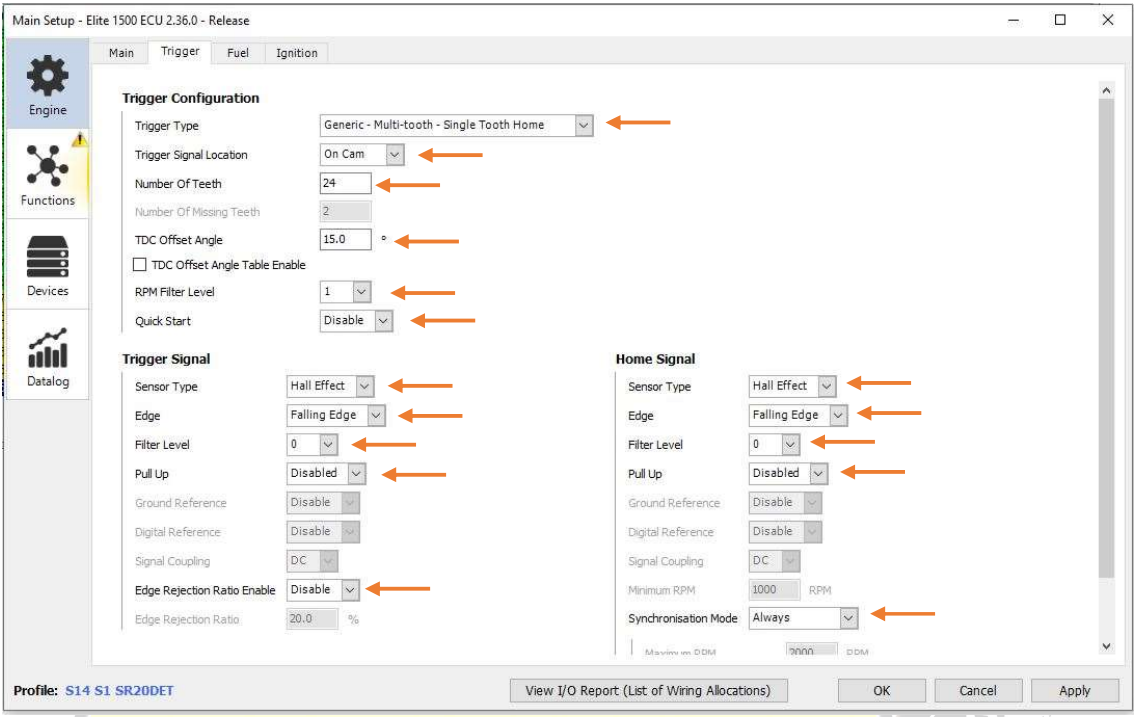 Main Setup - Elite 1500 ECU 2.36.0 - Release
Main Trigger Fuel Ignition
Engine
Functions
Devices
Datalog
Trigger Configuration
Trigger Type Generic - Multi-tooth - Single Tooth Home
Trigger Signal Location On Cam
Number Of Teeth 24
Number Of Missing Teeth 2
TDC Offset Angle 15.0 °
TDC Offset Angle Table Enable
RPM Filter Level 1
Quick Start Disable
Trigger Signal
Sensor Type Hall Effect
Edge Falling Edge
Filter Level 0
Pull Up Disabled
Ground Reference Disable
Digital Reference Disable
Signal Coupling DC
Edge Rejection Ratio Enable Disable
Edge Rejection Ratio 20.0 %
Home Signal
Sensor Type Hall Effect
Edge Falling Edge
Filter Level 0
Pull Up Disabled
Ground Reference Disable
Digital Reference Disable
Signal Coupling DC
Minimum RPM 1000 RPM
Synchronisation Mode Always
Maximum RPM 2000 RPM
Profile: S14 S1 SR20DET
View I/O Report (List of Wiring Allocations) OK Cancel Apply